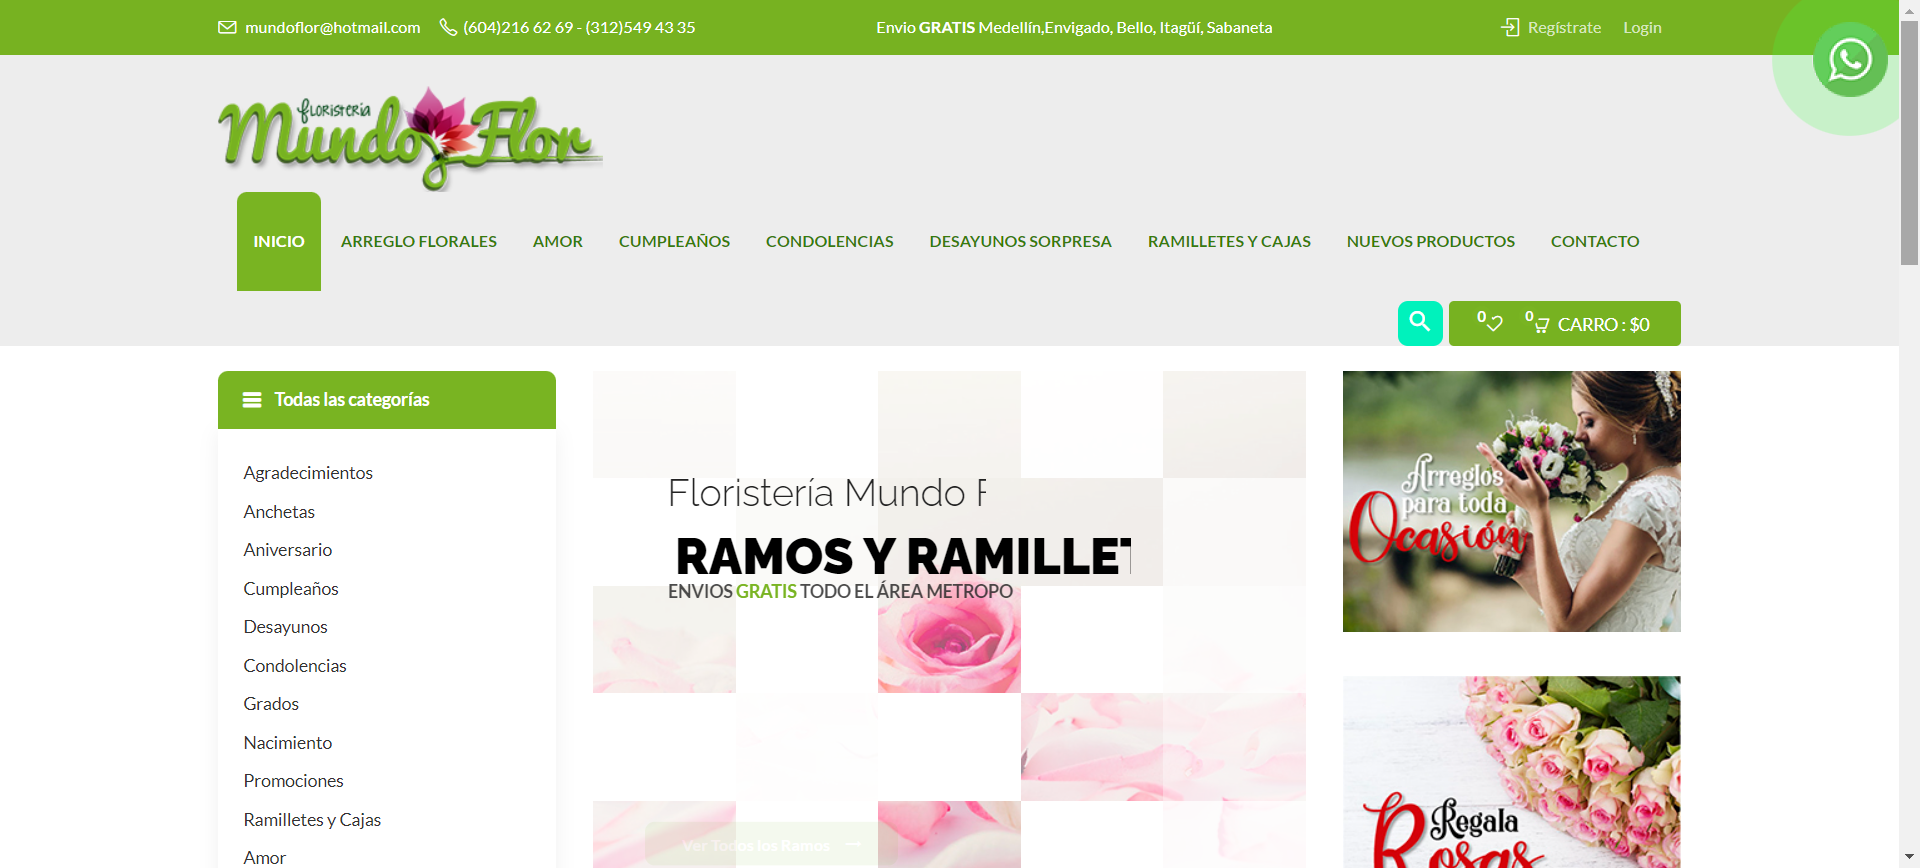 mundoflor@hotmail.com (604)216 62 69 - (312)549 43 35 Envio GRATIS Medellín,Envigado, Bello, Itagüí, Sabaneta Regístrate Login
FLORISTERÍA
Mundo Flor
INICIO ARREGLO FLORALES AMOR CUMPLEAÑOS CONDOLENCIAS DESAYUNOS SORPRESA RAMILLETES Y CAJAS NUEVOS PRODUCTOS CONTACTO
0 0 CARRO : $0
Todas las categorías
Agradecimientos
Anchetas
Aniversario
Cumpleaños
Desayunos
Condolencias
Grados
Nacimiento
Promociones
Ramilletes y Cajas
Amor
Floristería Mundo F
RAMOS Y RAMILLET
ENVIOS GRATIS TODO EL ÁREA METROPO
Ver Todos los Ramos
Arreglos
para toda
Ocasión
Regala
Rosas